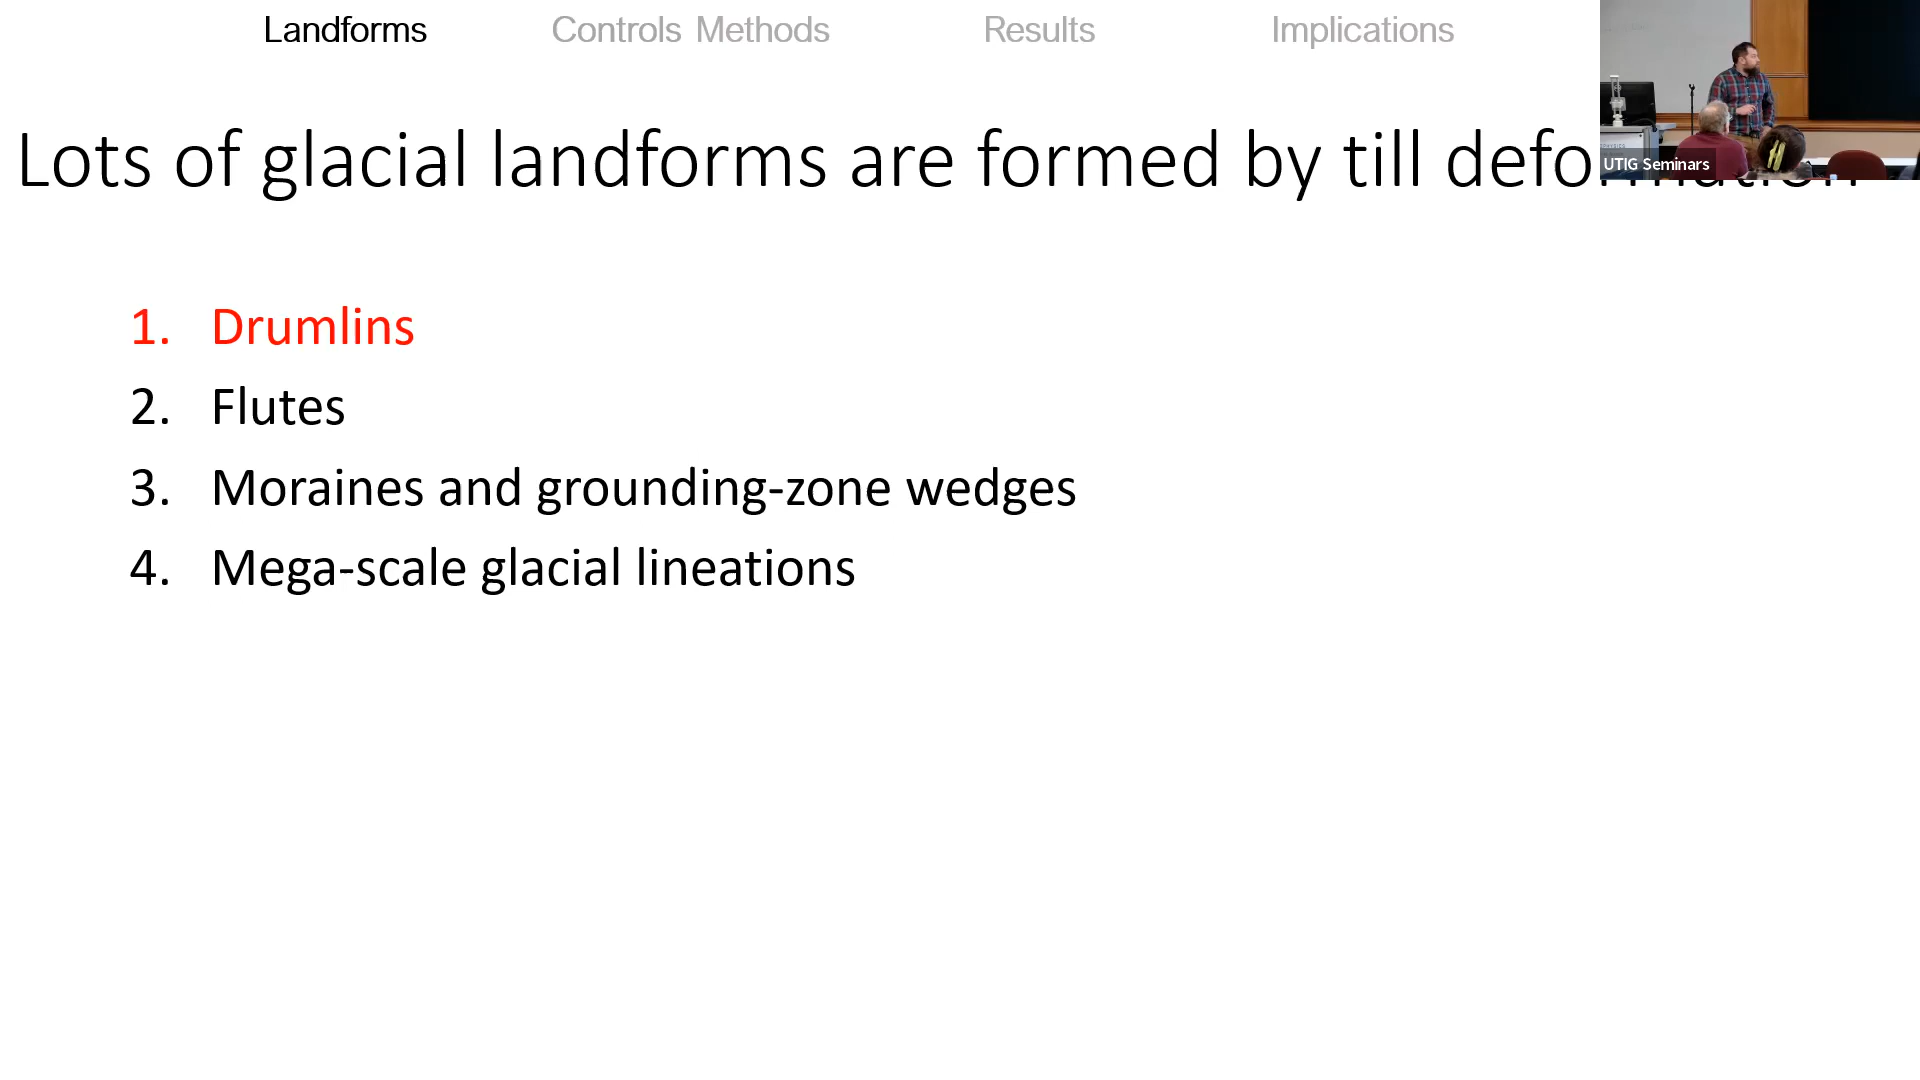 Landforms Controls Methods Results Implications
Lots of glacial landforms are formed by till deformation
UTIG Seminars
1. Drumlins
2. Flutes
3. Moraines and grounding-zone wedges
4. Mega-scale glacial lineations